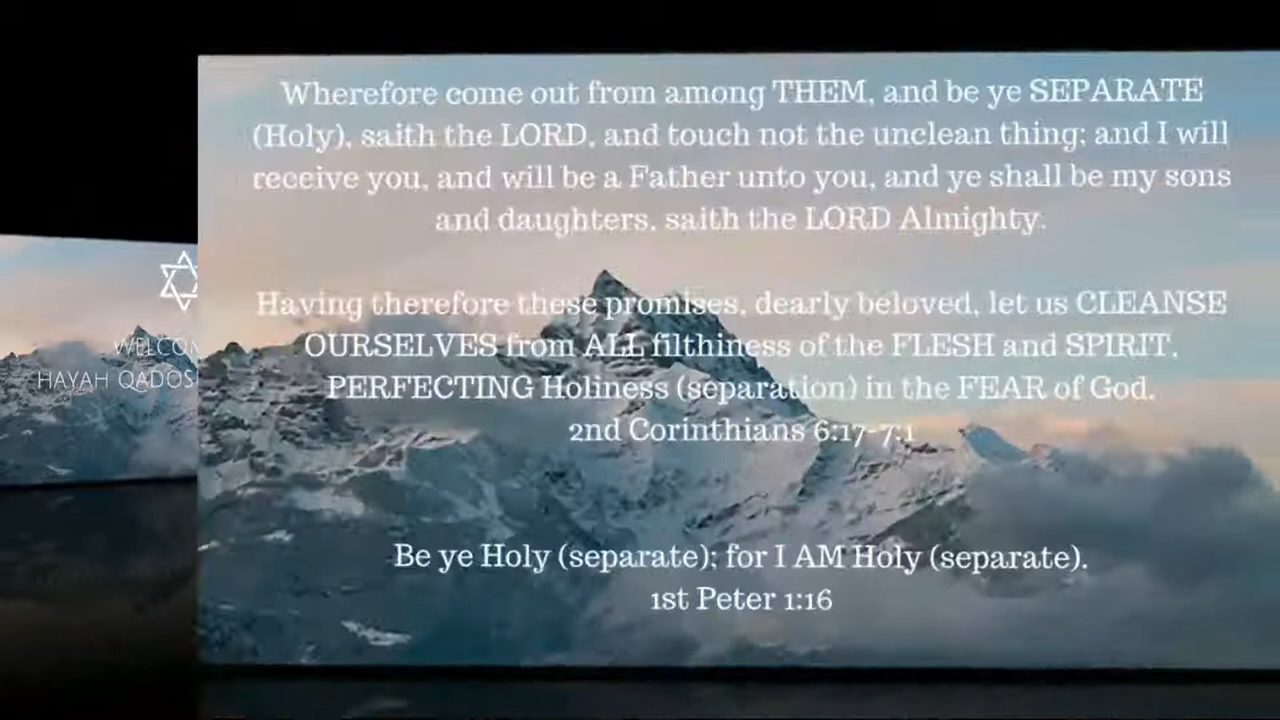 Wherefore come out from among THEM, and be ye SEPARATE
(Holy), saith the LORD, and touch not the unclean thing; and I will
receive you, and will be a Father unto you, and ye shall be my sons
and daughters, saith the LORD Almighty.
Having therefore these promises, dearly beloved, let us CLEANSE
OURSELVES from ALL filthiness of the FLESH and SPIRIT,
PERFECTING Holiness (separation) in the FEAR of God.
2nd Corinthians 6:17-7:1
Be ye Holy (separate); for I AM Holy (separate).
1st Peter 1:16
HAYAH